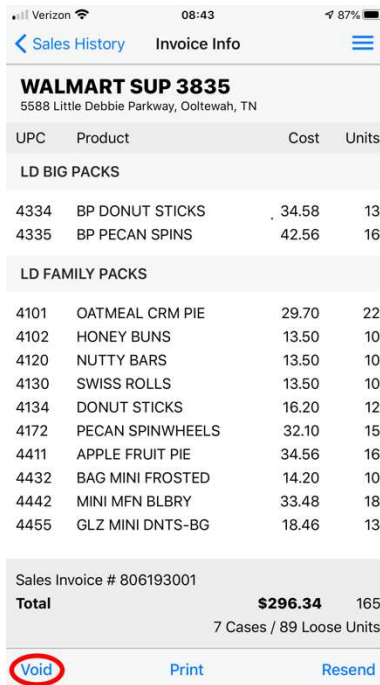 Verizon 08:43 87%
Sales History Invoice Info
WALMART SUP 3835
5588 Little Debbie Parkway, Ooltewah, TN
UPC Product Cost Units
LD BIG PACKS
4334 BP DONUT STICKS 34.58 13
4335 BP PECAN SPINS 42.56 16
LD FAMILY PACKS
4101 OATMEAL CRM PIE 29.70 22
4102 HONEY BUNS 13.50 10
4120 NUTTY BARS 13.50 10
4130 SWISS ROLLS 13.50 10
4134 DONUT STICKS 16.20 12
4172 PECAN SPINWHEELS 32.10 15
4411 APPLE FRUIT PIE 34.56 16
4432 BAG MINI FROSTED 14.20 10
4442 MINI MFN BLBRY 33.48 18
4455 GLZ MINI DNTS-BG 18.46 13
Sales Invoice # 806193001
Total $296.34 165
7 Cases / 89 Loose Units
Void Print Resend